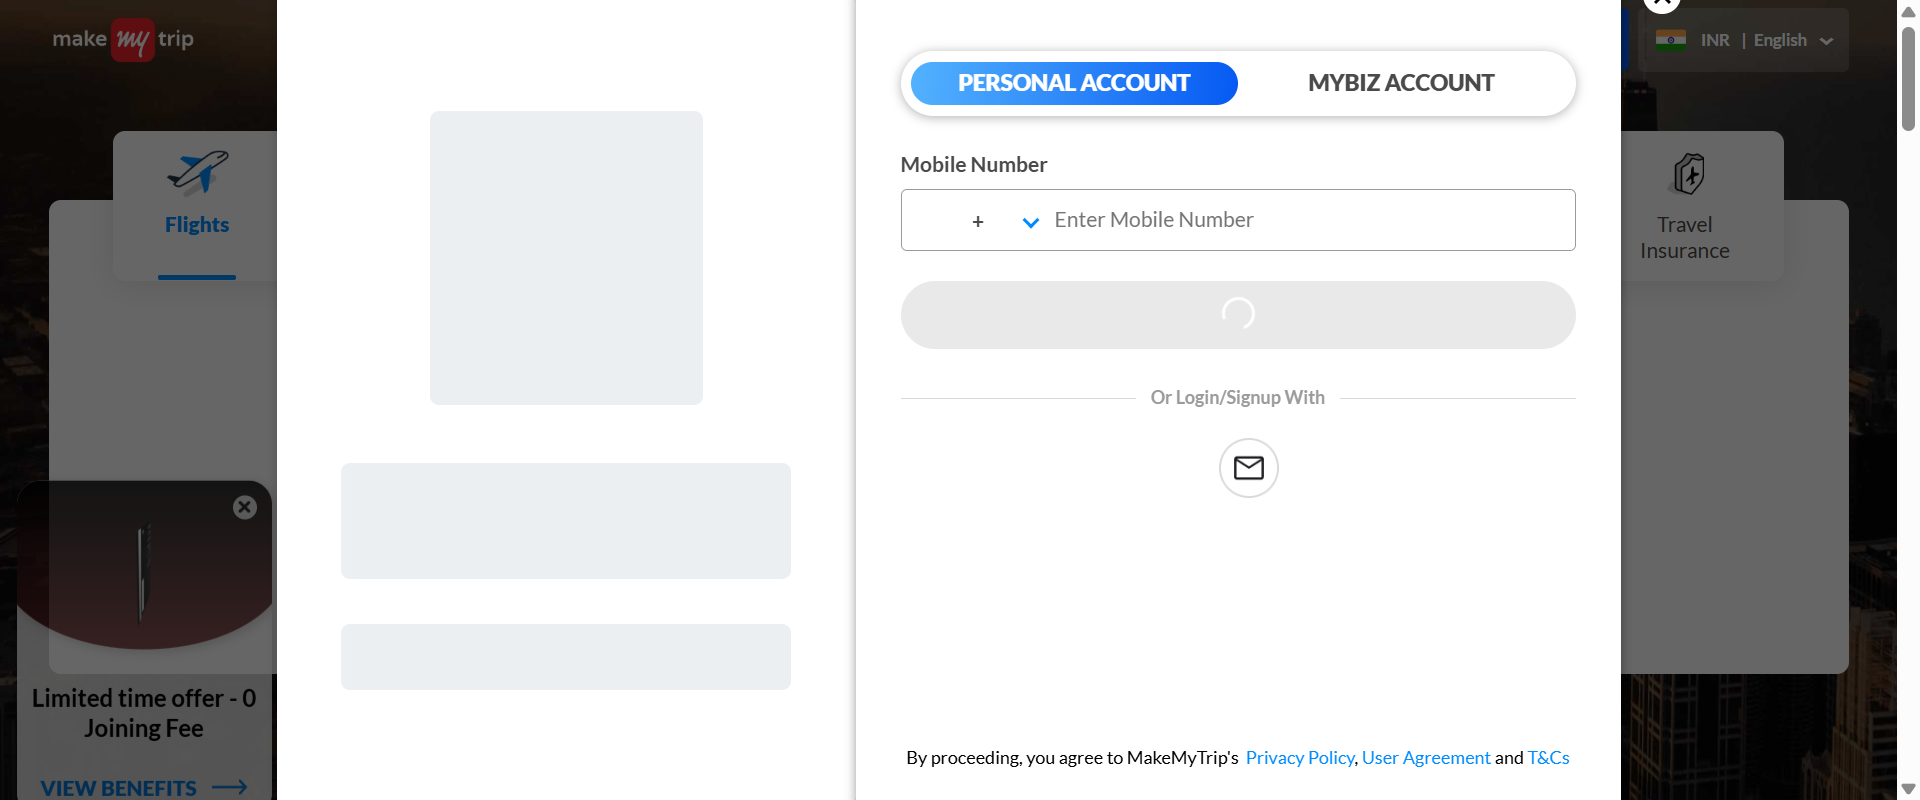 make my trip
INR | English
PERSONAL ACCOUNT
MYBIZ ACCOUNT
Mobile Number
+ Enter Mobile Number
Flights
Travel
Insurance
Or Login/Signup With
Limited time offer - 0
Joining Fee
VIEW BENEFITS
By proceeding, you agree to MakeMyTrip's Privacy Policy, User Agreement and T&Cs